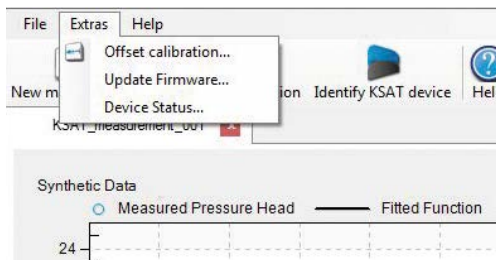 File Extras Help
Offset calibration...
Update Firmware...
Device Status...
New m
ion Identify KSAT device Hel
KSAT_measurement_001
Synthetic Data
Measured Pressure Head Fitted Function
24